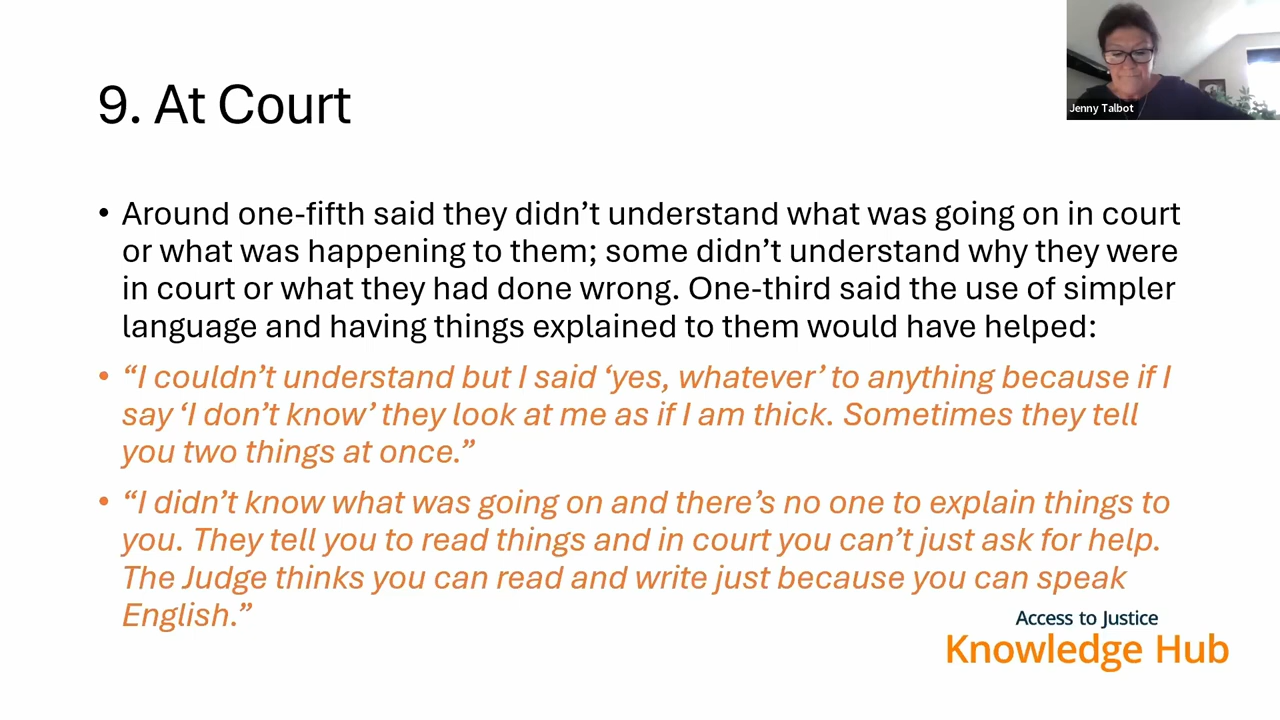 9. At Court
Jenny Talbot
• Around one-fifth said they didn’t understand what was going on in court
or what was happening to them; some didn’t understand why they were
in court or what they had done wrong. One-third said the use of simpler
language and having things explained to them would have helped:
• “I couldn’t understand but I said ‘yes, whatever’ to anything because if I
say ‘I don’t know’ they look at me as if I am thick. Sometimes they tell
you two things at once.”
• “I didn’t know what was going on and there’s no one to explain things to
you. They tell you to read things and in court you can’t just ask for help.
The Judge thinks you can read and write just because you can speak
English.”
Access to Justice
Knowledge Hub